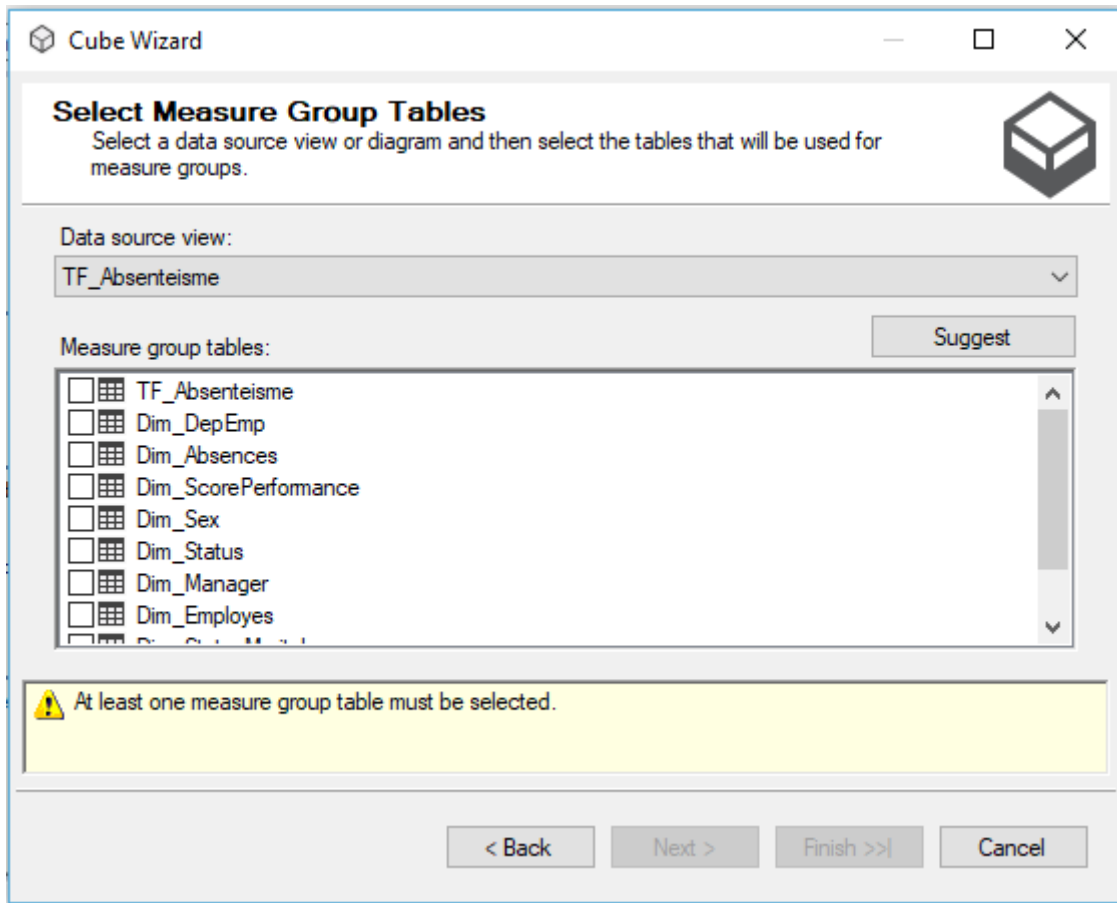 Cube Wizard
Select Measure Group Tables
Select a data source view or diagram and then select the tables that will be used for
measure groups.
Data source view:
TF_Absenteisme
Suggest
Measure group tables:
TF_Absenteisme
Dim_DepEmp
Dim_Absences
Dim_ScorePerformance
Dim_Sex
Dim_Status
Dim_Manager
Dim_Employes
At least one measure group table must be selected.
< Back
Next >
Finish >>|
Cancel